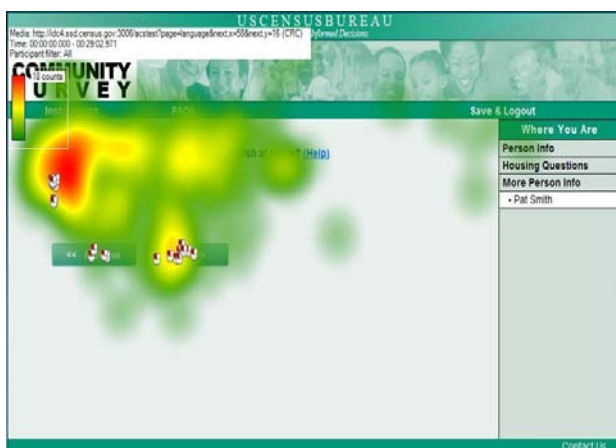 USCENSUSBUREAU
Media: http://idc4.ssd.census.gov:3006/acstest?page=language&next.x=58&next.y=16 (CRC)
Informed Decisions
Time: 00:00:00.000 - 00:29:02.971
Participant filter: All
18 counts
COMMUNITY
URVEY
FAQs
Save & Logout
Where You Are
(Help)
Person Info
Housing Questions
More Person Info
• Pat Smith
<<
Contact Us